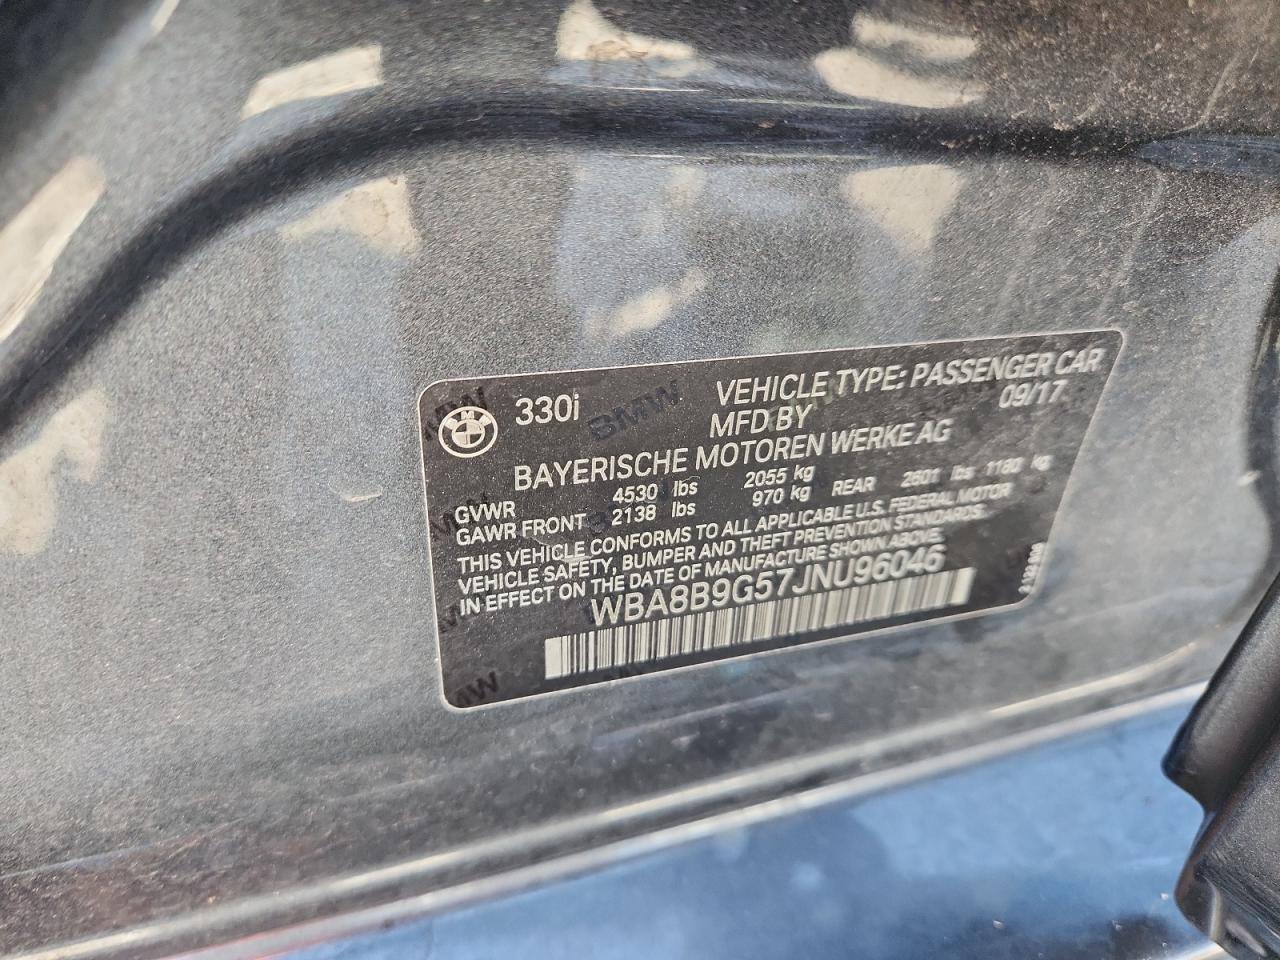 330i
VEHICLE TYPE: PASSENGER CAR
MFD BY 09/17
BAYERISCHE MOTOREN WERKE AG
GVWR 4530 lbs 2055 kg
GAWR FRONT 2138 lbs 970 kg REAR 2601 lbs 1180 kg
THIS VEHICLE CONFORMS TO ALL APPLICABLE U.S. FEDERAL MOTOR
VEHICLE SAFETY, BUMPER AND THEFT PREVENTION STANDARDS
IN EFFECT ON THE DATE OF MANUFACTURE SHOWN ABOVE.
WBA8B9G57JNU96046